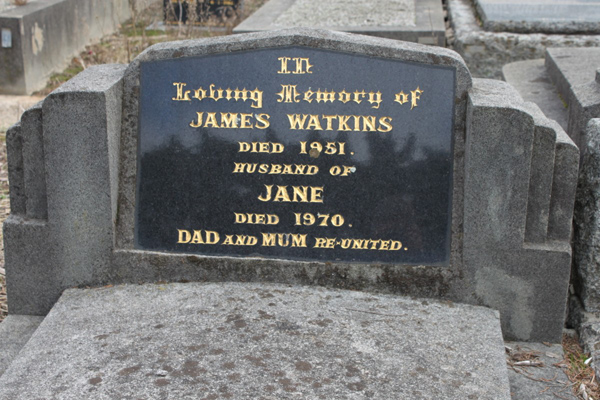 In
Loving Memory of
JAMES WATKINS
DIED 1951.
HUSBAND OF
JANE
DIED 1970.
DAD AND MUM RE-UNITED.